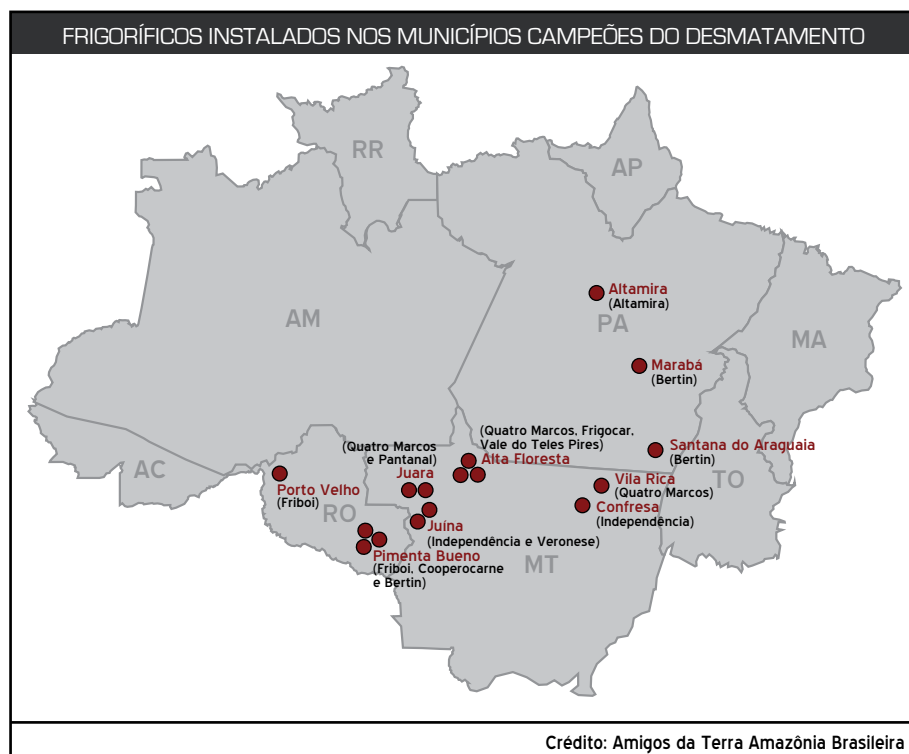 FRIGORÍFICOS INSTALADOS NOS MUNICÍPIOS CAMPEÕES DO DESMATAMENTO
RR
AP
AM
Altamira
(Altamira)
PA
MA
Marabá
(Bertin)
(Quatro Marcos, Frigocar,
Vale do Teles Pires)
Alta Floresta
(Quatro Marcos
e Pantanal)
Juara
Santana do Araguaia
(Bertin)
AC
TO
Porto Velho
(Friboi)
RO
Vila Rica
(Quatro Marcos)
Confresa
(Independência)
Juína
(Independência e Veronese)
MT
Pimenta Bueno
(Friboi, Cooperocarne
e Bertin)
Crédito: Amigos da Terra Amazônia Brasileira